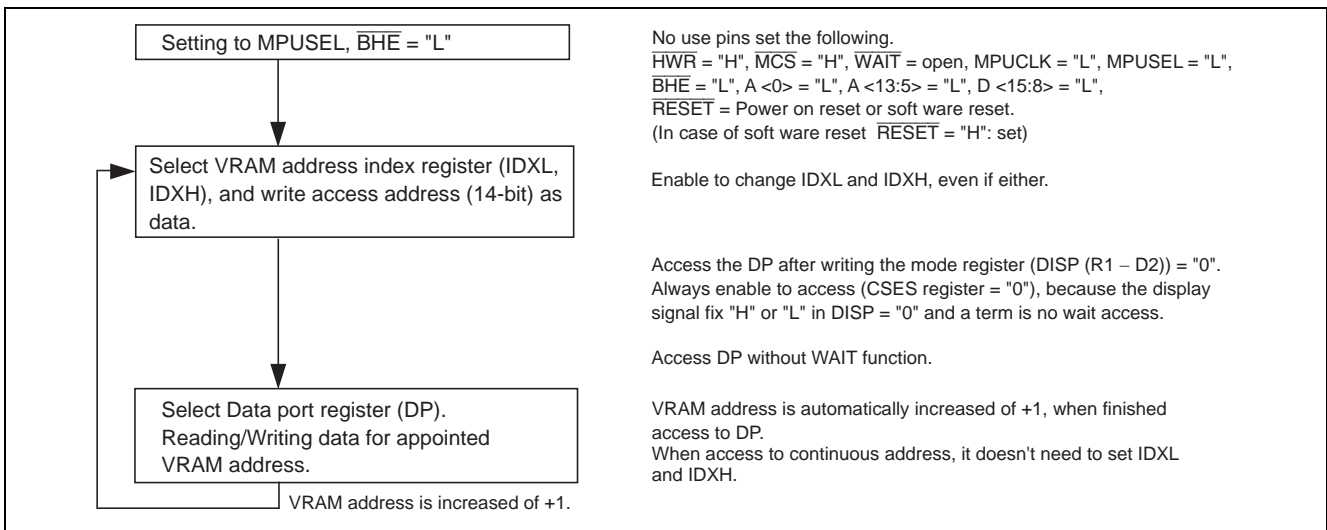 Setting to MPUSEL, B̅H̅E̅ = "L"
No use pins set the following.
H̅W̅R̅ = "H", M̅C̅S̅ = "H", W̅A̅I̅T̅ = open, MPUCLK = "L", MPUSEL = "L",
B̅H̅E̅ = "L", A <0> = "L", A <13:5> = "L", D <15:8> = "L",
R̅E̅S̅E̅T̅ = Power on reset or soft ware reset.
(In case of soft ware reset R̅E̅S̅E̅T̅ = "H": set)
Select VRAM address index register (IDXL,
IDXH), and write access address (14-bit) as
data.
Enable to change IDXL and IDXH, even if either.
Access the DP after writing the mode register (DISP (R1 – D2)) = "0".
Always enable to access (CSES register = "0"), because the display
signal fix "H" or "L" in DISP = "0" and a term is no wait access.
Access DP without WAIT function.
Select Data port register (DP).
Reading/Writing data for appointed
VRAM address.
VRAM address is automatically increased of +1, when finished
access to DP.
When access to continuous address, it doesn't need to set IDXL
and IDXH.
VRAM address is increased of +1.